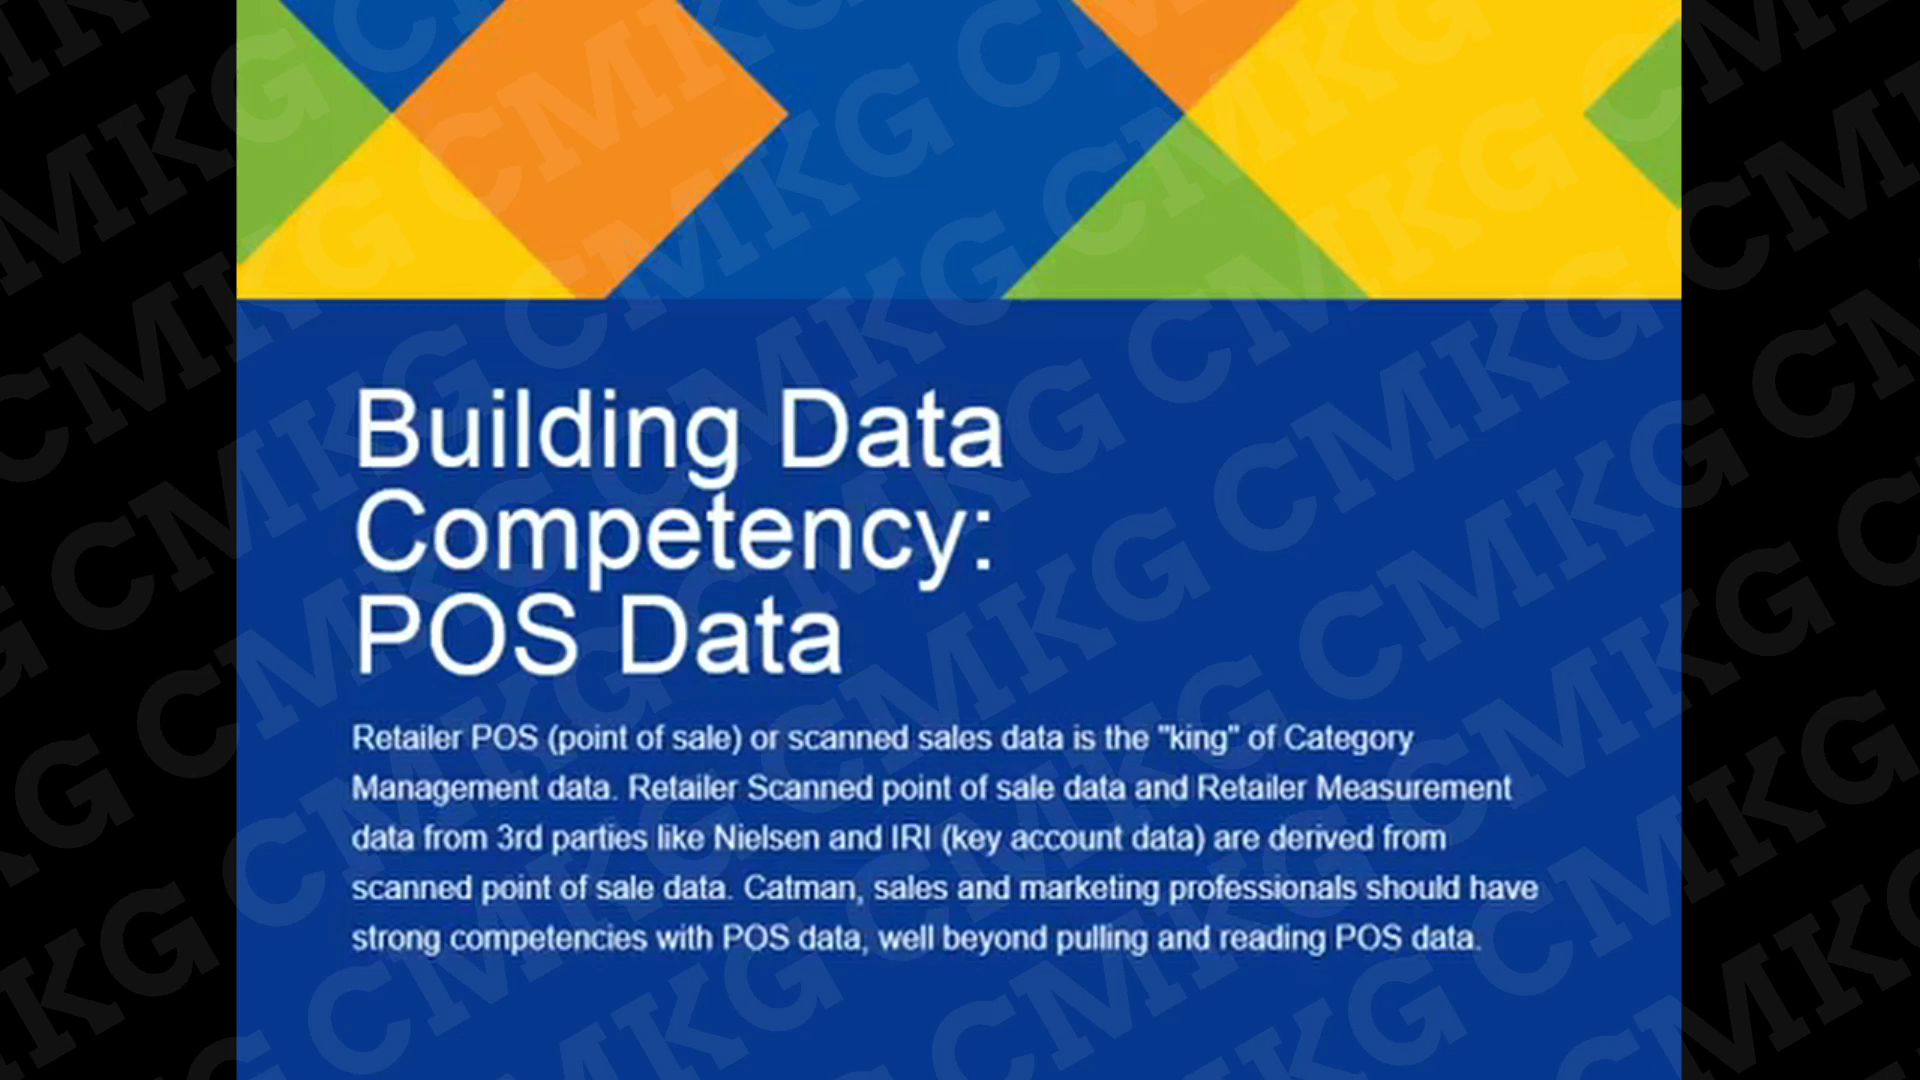 Building Data
Competency:
POS Data
Retailer POS (point of sale) or scanned sales data is the "king" of Category
Management data. Retailer Scanned point of sale data and Retailer Measurement
data from 3rd parties like Nielsen and IRI (key account data) are derived from
scanned point of sale data. Catman, sales and marketing professionals should have
strong competencies with POS data, well beyond pulling and reading POS data.
CMKG